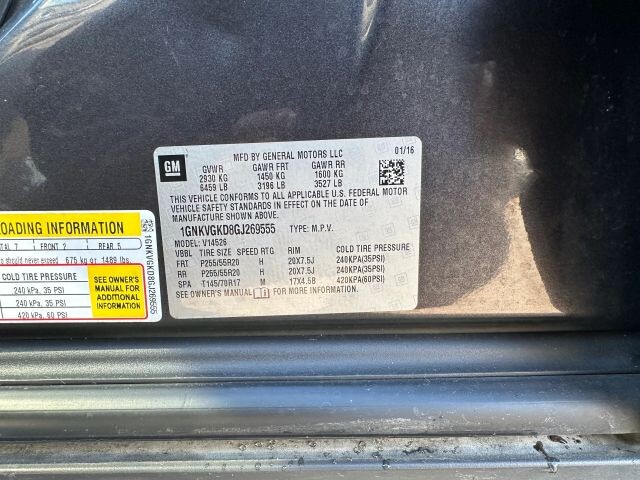 GM
MFD BY GENERAL MOTORS LLC 01/16
GVWR GAWR FRT GAWR RR
2930 KG 1450 KG 1600 KG
6459 LB 3196 LB 3527 LB
THIS VEHICLE CONFORMS TO ALL APPLICABLE U.S. FEDERAL MOTOR
VEHICLE SAFETY STANDARDS IN EFFECT ON THE DATE OF
MANUFACTURE SHOWN ABOVE.
1GNKVGKD8GJ269555 TYPE: M.P.V.
MODEL: V14526
VBBL TIRE SIZE SPEED RTG RIM COLD TIRE PRESSURE
FRT P255/55R20 H 20X7.5J 240KPA(35PSI)
RR P255/55R20 H 20X7.5J 240KPA(35PSI)
SPA T145/70R17 M 17X4.5B 420KPA(60PSI)
SEE OWNER'S MANUAL FOR MORE INFORMATION.
OADING INFORMATION
TAL 7 FRONT 2 REAR 5
never exceed 675 kg or 1489 lbs.
COLD TIRE PRESSURE
240 kPa, 35 PSI
240 kPa, 35 PSI
420 kPa, 60 PSI
SEE OWNER'S
MANUAL FOR
ADDITIONAL
INFORMATION
1GNKVGKD8GJ269555